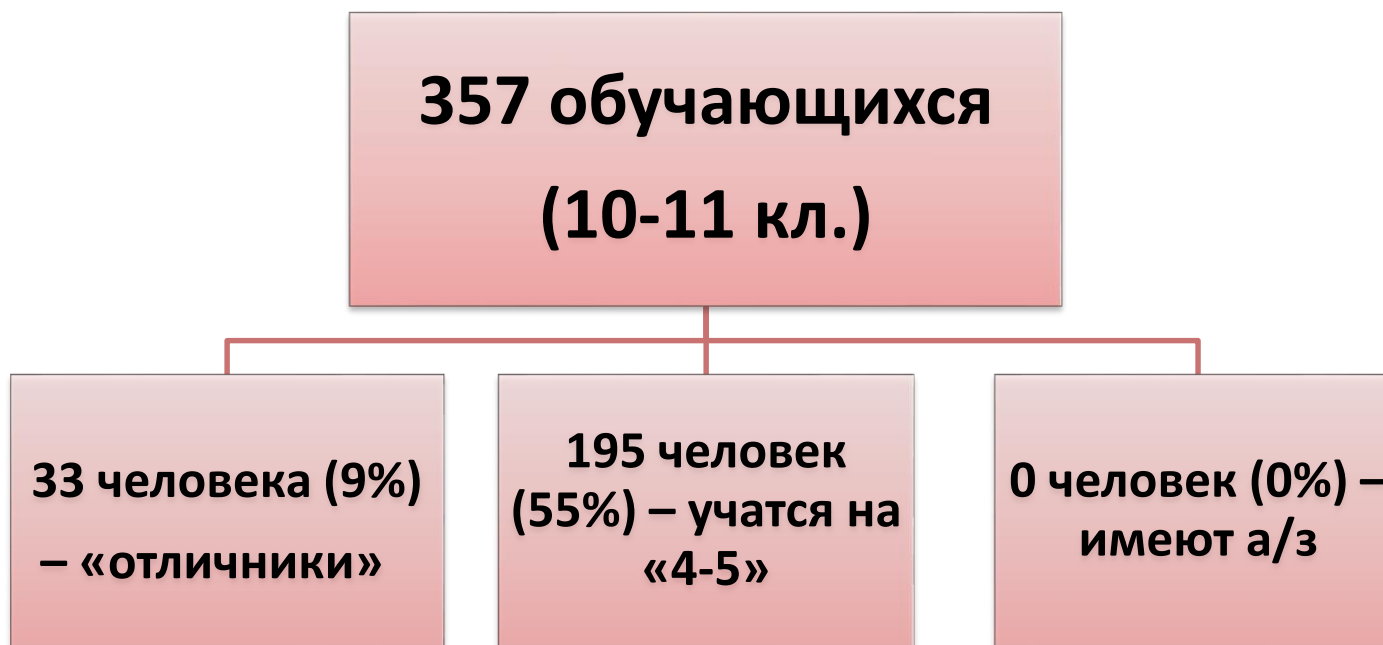 357 обучающихся
(10-11 кл.)
33 человека (9%)
– «отличники»
195 человек
(55%) – учатся на
«4-5»
0 человек (0%) –
имеют а/з